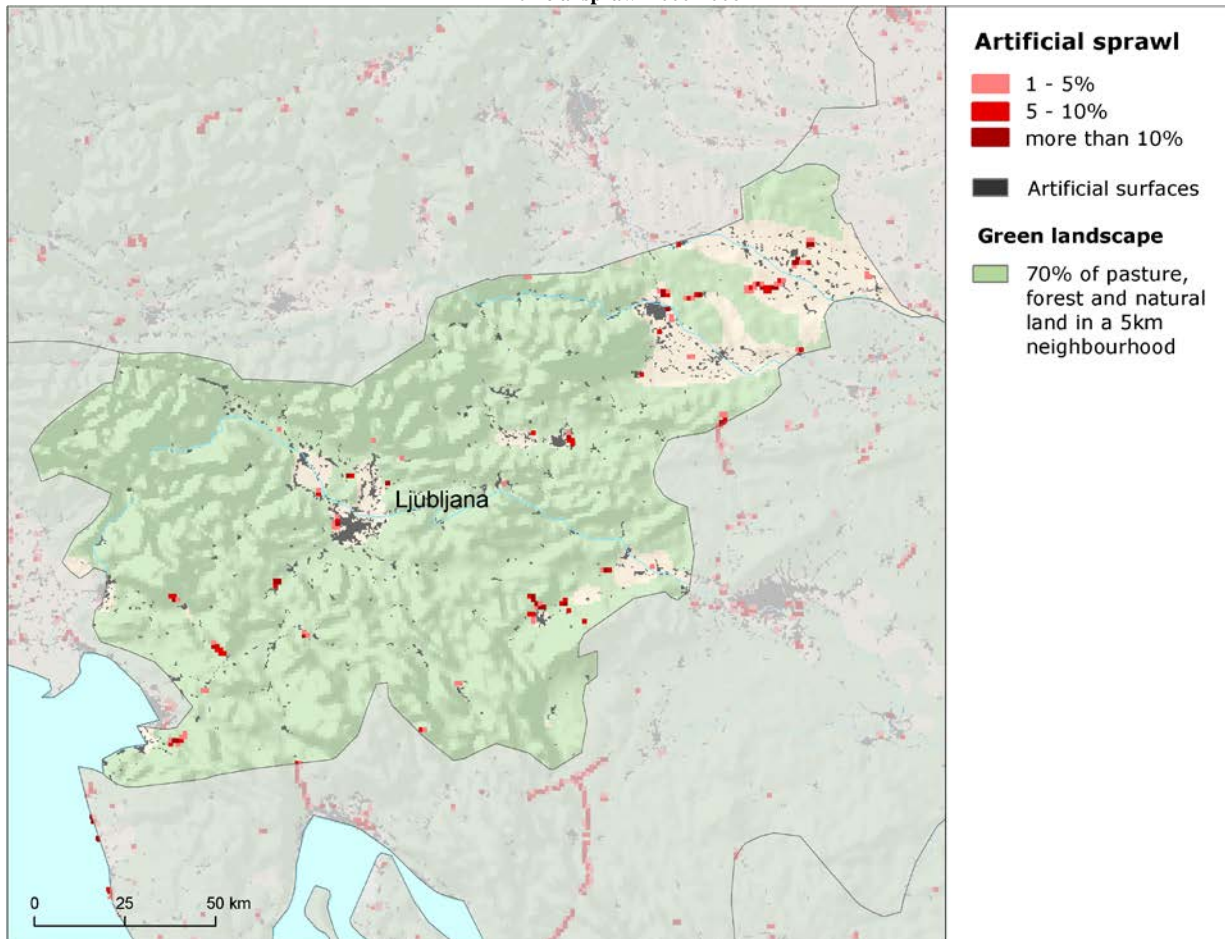 Artificial sprawl
1 - 5%
5 - 10%
more than 10%
Artificial surfaces
Green landscape
70% of pasture,
forest and natural
land in a 5km
neighbourhood
Ljubljana
0 25 50 km